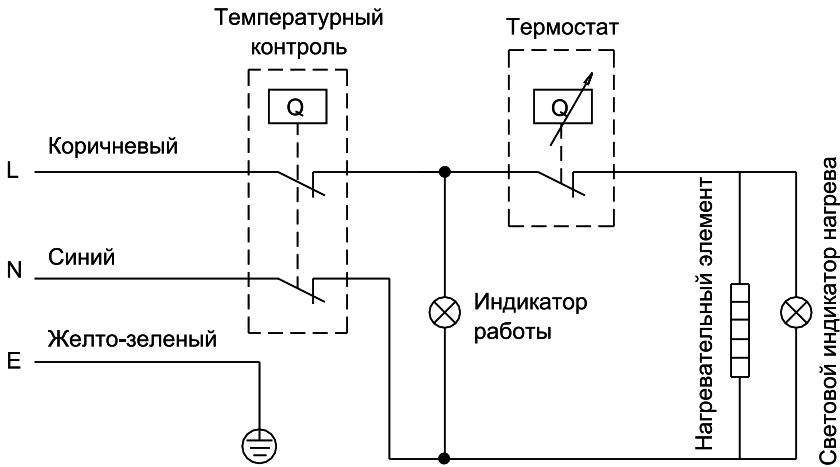 Температурный
контроль
Термостат
Q
Q
Коричневый
L
Синий
N
Желто-зеленый
E
Индикатор
работы
Нагревательный элемент
Световой индикатор нагрева